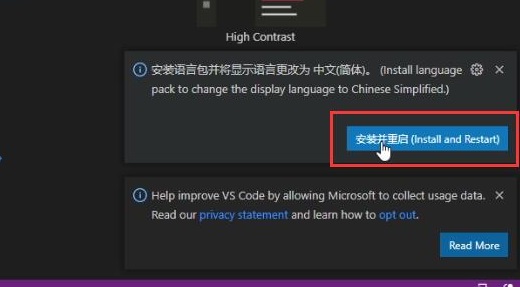 High Contrast
安装语言包并将显示语言更改为 中文(简体)。 (Install language
pack to change the display language to Chinese Simplified.)
安装并重启 (Install and Restart)
Help improve VS Code by allowing Microsoft to collect usage data.
Read our privacy statement and learn how to opt out.
Read More